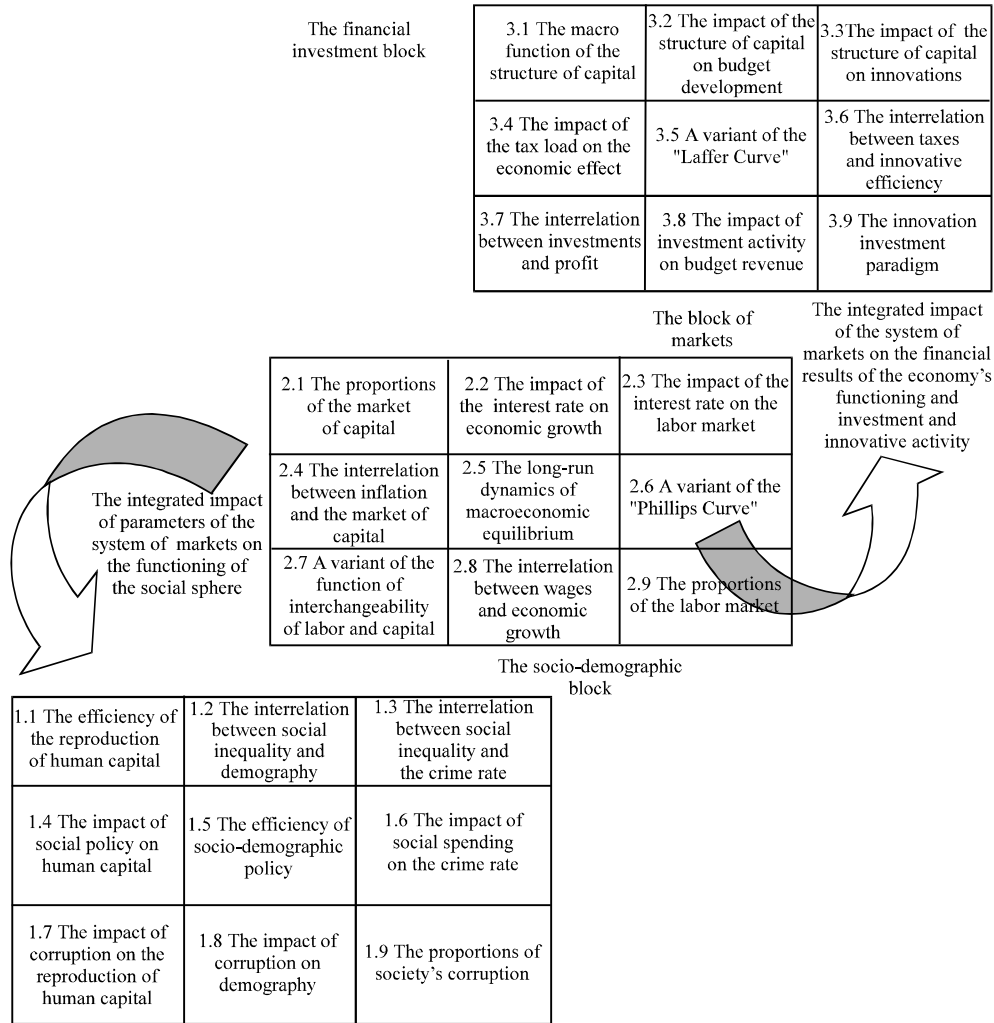 The financial
investment block
3.1 The macro
function of the
structure of capital
3.2 The impact of the
structure of capital
on budget
development
3.3The impact of  the
structure of capital
on innovations
3.4 The impact of
the tax load on the
economic effect
3.5 A variant of the
"Laffer Curve"
3.6 The interrelation
between taxes
and innovative
efficiency
3.7 The interrelation
between investments
and profit
3.8 The impact of
investment activity
on budget revenue
3.9 The innovation
investment
paradigm
The block of
markets
The integrated impact
of the system of
markets on the financial
results of the economy’s
functioning and
investment and
innovative activity
2.1 The proportions
of the market
of capital
2.2 The impact of
the  interest rate on
economic growth
2.3 The impact of the
interest rate on the
labor market
2.4 The interrelation
between inflation
and the market of
capital
2.5 The long-run
dynamics of
macroeconomic
equilibrium
2.6 A variant of the
"Phillips Curve"
2.7 A variant of the
function of
interchangeability
of labor and capital
2.8 The interrelation
between wages
and economic
growth
2.9 The proportions
of the labor market
The integrated impact
of parameters of the
system of  markets on
the functioning of
the social sphere
The socio-demographic
block
1.1 The efficiency of
the reproduction
of human capital
1.2 The interrelation
between social
inequality and
demography
1.3 The interrelation
between social
inequality and
the crime rate
1.4 The impact of
social policy on
human capital
1.5 The efficiency of
socio-demographic
policy
1.6 The impact of
social spending
on the crime rate
1.7 The impact of
corruption on the
reproduction of
human capital
1.8 The impact of
corruption on
demography
1.9 The proportions of
society’s corruption